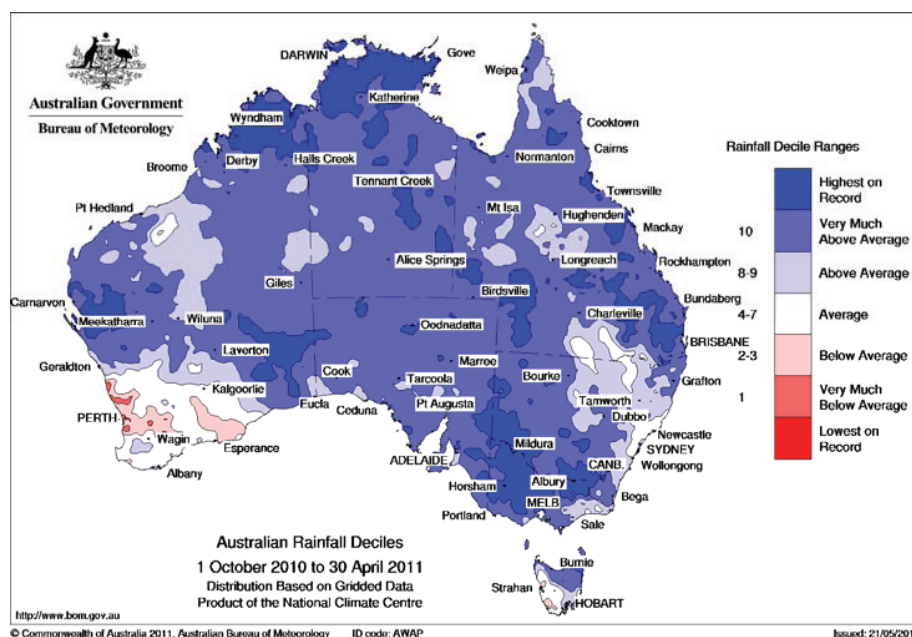 Australian Government
Bureau of Meteorology
DARWIN
Gove
Weipa
Katherine
Wyndham
Cooktown
Cairns
Broome
Derby
Halls Creek
Normanton
Tennant Creek
Townsville
Pt Hedland
Mt Isa
Hughenden
Mackay
Alice Springs
Longreach
Rockhampton
Giles
Birdsville
Carnarvon
Bundaberg
Meekatharra
Wiluna
Charleville
Oodnadatta
BRISBANE
Laverton
Marree
Geraldton
Cook
Bourke
Grafton
Kalgoorlie
Tarcoola
Tamworth
Eucla
Ceduna
Pt Augusta
Dubbo
PERTH
Newcastle
Wagin
Esperance
Mildura
SYDNEY
ADELAIDE
CANB.
Wollongong
Albany
Horsham
Albury
Bega
Portland
MELB
Sale
Burnie
Strahan
HOBART
Rainfall Decile Ranges
Highest on
Record
10
Very Much
Above Average
8-9
Above Average
4-7
Average
2-3
Below Average
1
Very Much
Below Average
Lowest on
Record
Australian Rainfall Deciles
1 October 2010 to 30 April 2011
Distribution Based on Gridded Data
Product of the National Climate Centre
http://www.bom.gov.au
© Commonwealth of Australia 2011, Australian Bureau of Meteorology ID code: AWAP Issued: